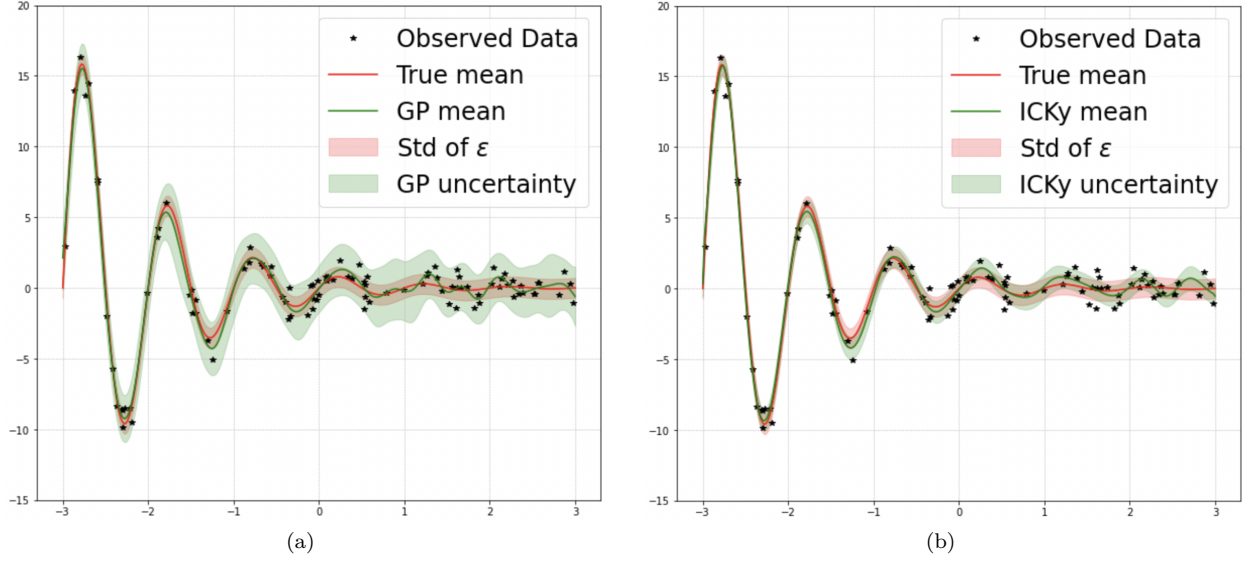 20
15
10
5
0
−5
−10
−15
−3
−2
−1
0
1
2
3
Observed Data
True mean
GP mean
Std of ε
GP uncertainty
(a)
20
15
10
5
0
−5
−10
−15
−3
−2
−1
0
1
2
3
Observed Data
True mean
ICKy mean
Std of ε
ICKy uncertainty
(b)